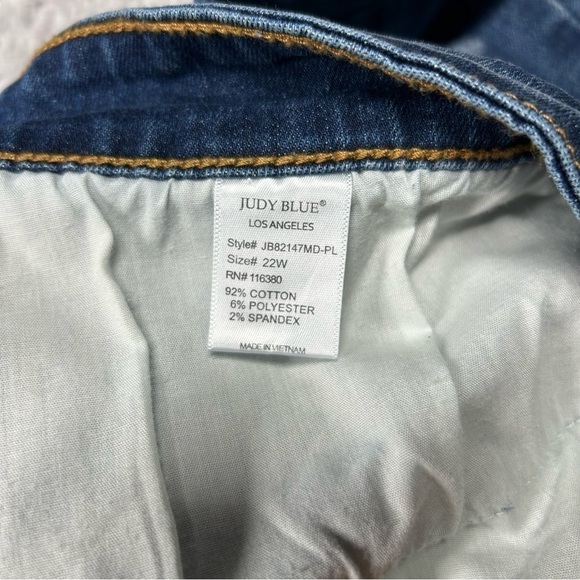 JUDY BLUE®
LOS ANGELES
Style# JB82147MD-PL
Size# 22W
RN# 116380
92% COTTON
6% POLYESTER
2% SPANDEX
MADE IN VIETNAM